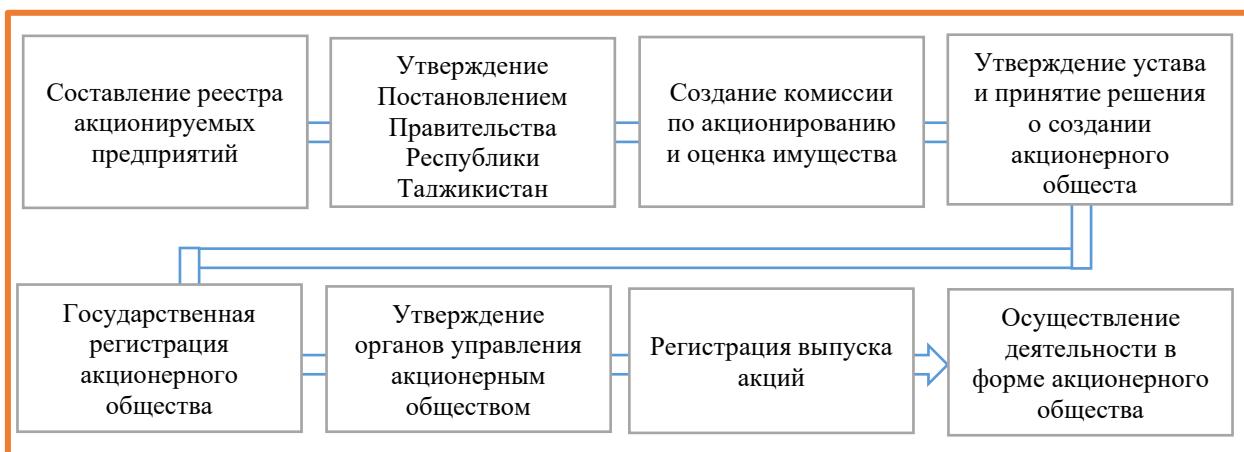 Составление реестра
акционируемых
предприятий
Утверждение
Постановлением
Правительства
Республики
Таджикистан
Создание комиссии
по акционированию
и оценка имущества
Утверждение устава
и принятие решения
о создании
акционерного
общеста
Государственная
регистрация
акционерного
общества
Утверждение
органов управления
акционерным
обществом
Регистрация выпуска
акций
Осуществление
деятельности в
форме акционерного
общества